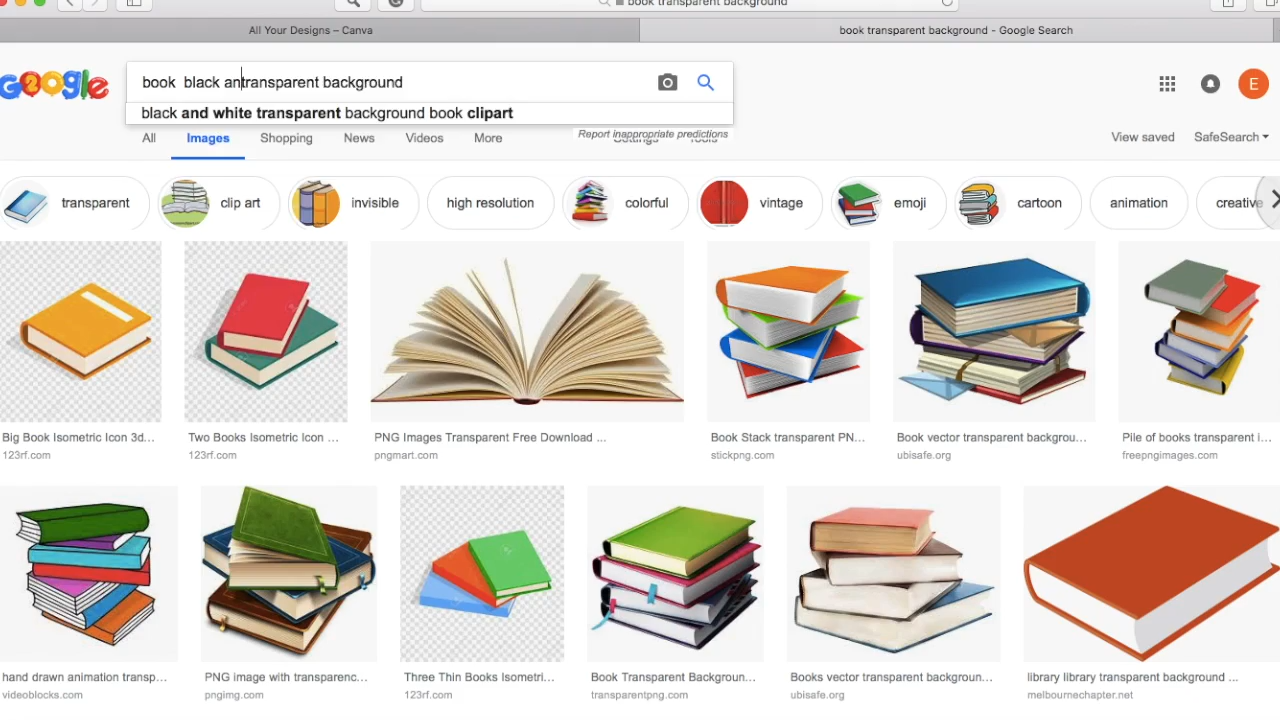 book transparent background
All Your Designs – Canva
book transparent background - Google Search
Google
book  black antransparent background
black and white transparent background book clipart
Report inappropriate predictions
All
Images
Shopping
News
Videos
More
Settings
Tools
View saved
SafeSearch
E
transparent
clip art
invisible
high resolution
colorful
vintage
emoji
cartoon
animation
creative
Big Book Isometric Icon 3d...
123rf.com
Two Books Isometric Icon ...
123rf.com
PNG Images Transparent Free Download ...
pngmart.com
Book Stack transparent PN...
stickpng.com
Book vector transparent backgrou...
ubisafe.org
Pile of books transparent i...
freepngimages.com
hand drawn animation transp...
videoblocks.com
PNG image with transparenc...
pngimg.com
Three Thin Books Isometri...
123rf.com
Book Transparent Backgroun...
transparentpng.com
Books vector transparent backgroun...
ubisafe.org
library library transparent background ...
melbournechapter.net